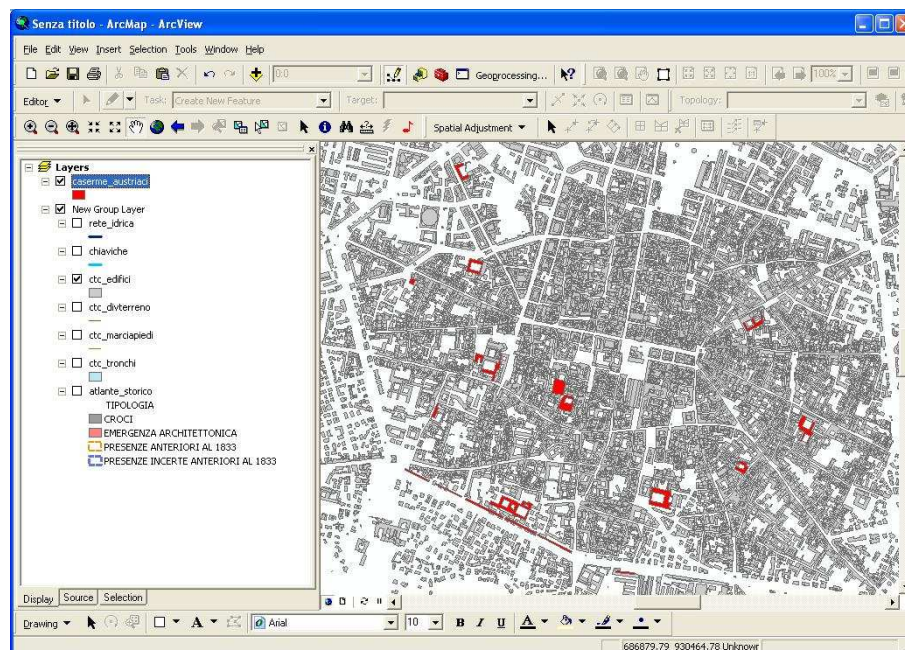 Senza titolo - ArcMap - ArcView
File Edit View Insert Selection Tools Window Help
0:0 Geoprocessing... 100%
Editor Task: Create New Feature Target: Topology:
Spatial Adjustment
Layers
caserme_austriaci
New Group Layer
rete_idrica
chiaviche
ctc_edifici
ctc_divterreno
ctc_marciapiedi
ctc_tronchi
atlante_storico
TIPOLOGIA
CROCI
EMERGENZA ARCHITETTONICA
PRESENZE ANTERIORI AL 1833
PRESENZE INCERTE ANTERIORI AL 1833
Display Source Selection
Drawing A Arial 10 B I U A
686879.79 930464.78 Unknowr